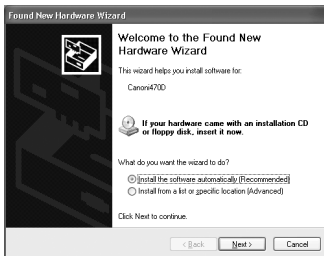 Found New Hardware Wizard
Welcome to the Found New
Hardware Wizard
This wizard helps you install software for:
Canoni470D
If your hardware came with an installation CD
or floppy disk, insert it now.
What do you want the wizard to do?
Install the software automatically (Recommended)
Install from a list or specific location (Advanced)
Click Next to continue.
< Back Next > Cancel